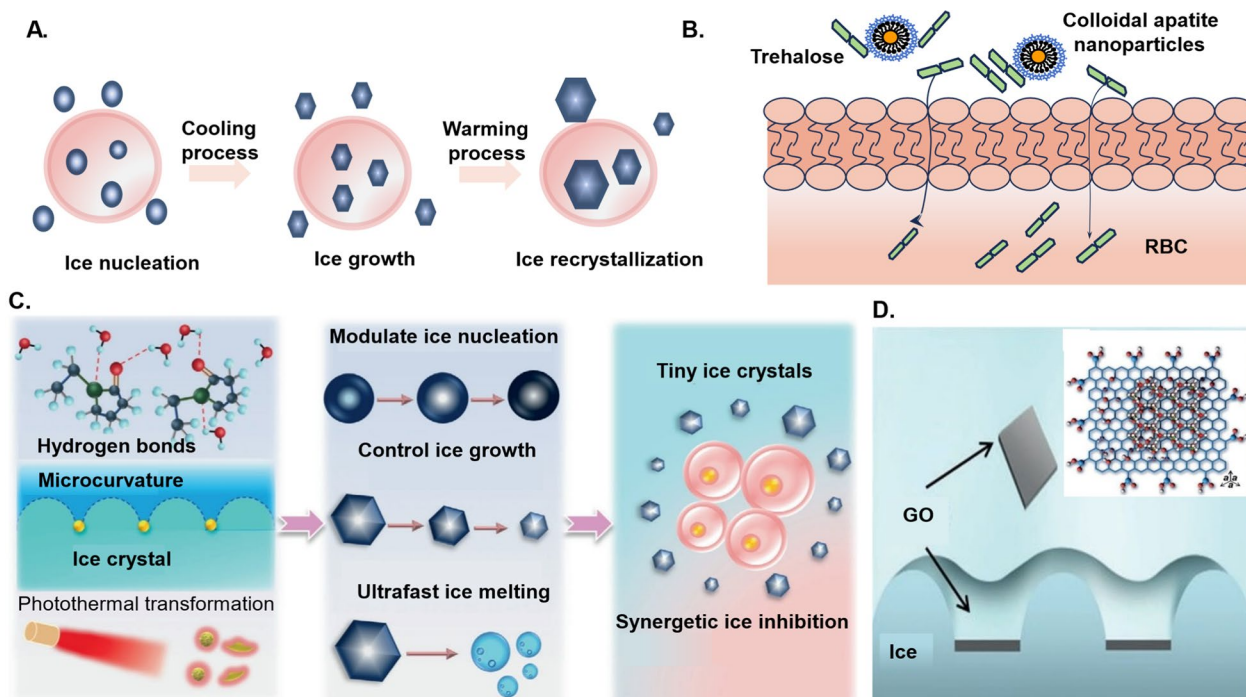 A.
Cooling
process
Warming
process
Ice nucleation
Ice growth
Ice recrystallization
B.
Trehalose
Colloidal apatite
nanoparticles
RBC
C.
Hydrogen bonds
Microcurvature
Ice crystal
Photothermal transformation
Modulate ice nucleation
Control ice growth
Ultrafast ice melting
Tiny ice crystals
Synergetic ice inhibition
D.
GO
Ice
a a
a